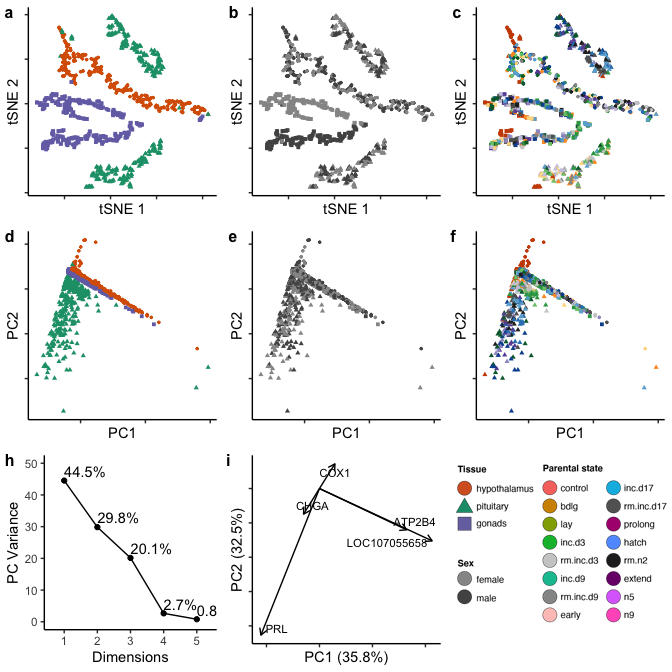 a
b
c
tSNE 2
tSNE 2
tSNE 2
tSNE 1
tSNE 1
tSNE 1
d
e
f
PC2
PC2
PC2
PC1
PC1
PC1
h
50
40
30
20
10
0
PC Variance
44.5%
29.8%
20.1%
2.7%
0.8
1 2 3 4 5
Dimensions
i
COX1
CHGA
ATP2B4
LOC107055658
PRL
PC2 (32.5%)
PC1 (35.8%)
Tissue
hypothalamus
pituitary
gonads
Sex
female
male
Parental state
control
bdlg
lay
inc.d3
rm.inc.d3
inc.d9
rm.inc.d9
early
inc.d17
rm.inc.d17
prolong
hatch
rm.n2
extend
n5
n9